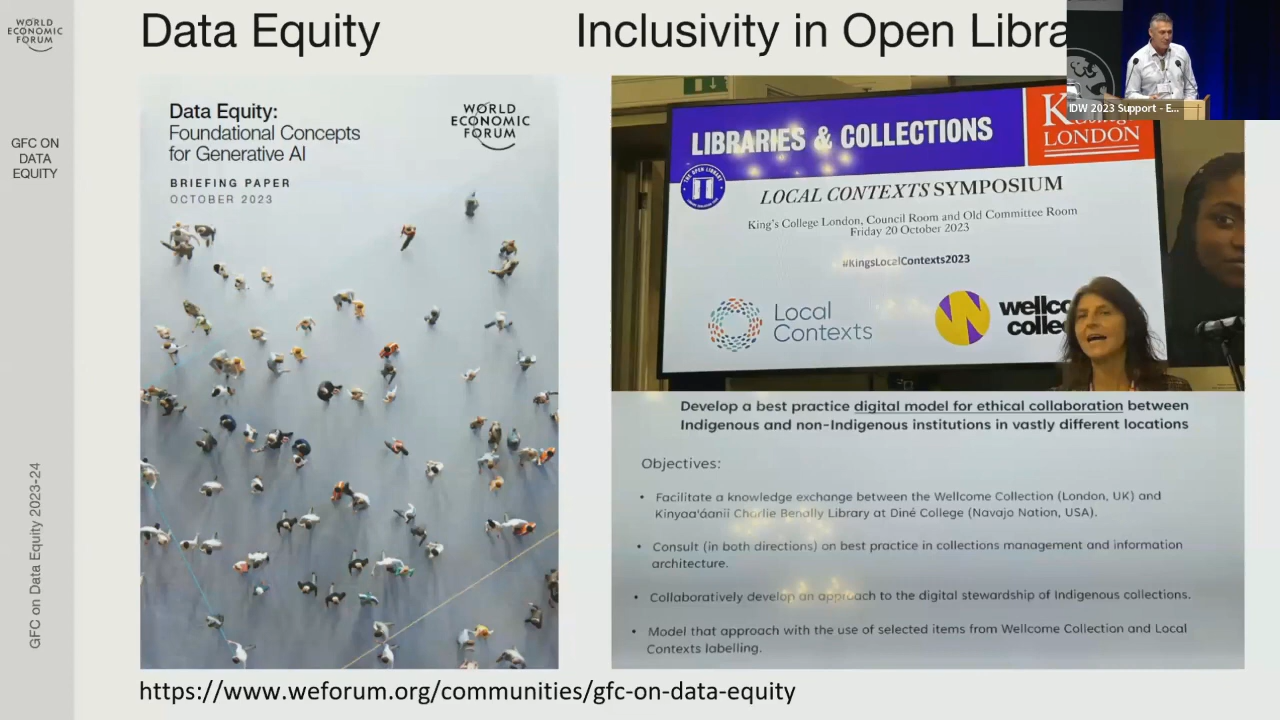 WORLD
ECONOMIC
FORUM
GFC ON
DATA
EQUITY
GFC on Data Equity 2023-24
Data Equity
Data Equity:
Foundational Concepts
for Generative AI
BRIEFING PAPER
OCTOBER 2023
WORLD
ECONOMIC
FORUM
https://www.weforum.org/communities/gfc-on-data-equity
Inclusivity in Open Libra
IDW 2023 Support - E...
LIBRARIES & COLLECTIONS
LONDON
LOCAL CONTEXTS SYMPOSIUM
King's College London, Council Room and Old Committee Room
Friday 20 October 2023
#KingsLocalContexts2023
Local
Contexts
wellco
colle
Develop a best practice digital model for ethical collaboration between
Indigenous and non-Indigenous institutions in vastly different locations
Objectives:
• Facilitate a knowledge exchange between the Wellcome Collection (London, UK) and
Kinyaa'áanii Charlie Benally Library at Diné College (Navajo Nation, USA).
• Consult (in both directions) on best practice in collections management and information
architecture.
• Collaboratively develop an approach to the digital stewardship of Indigenous collections.
• Model that approach with the use of selected items from Wellcome Collection and Local
Contexts labelling.